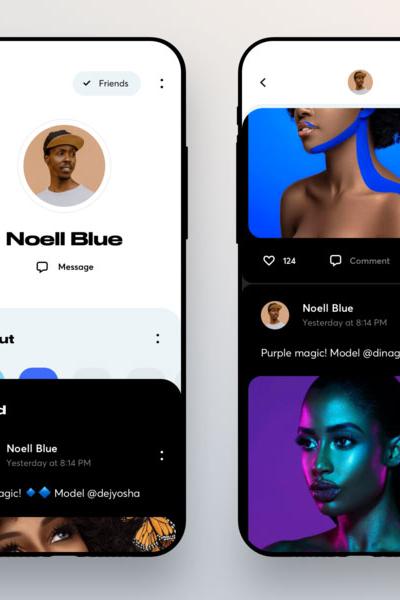 Friends
Noell Blue
Message
ut
d
Noell Blue
Yesterday at 8:14 PM
agic! 🔷🔷 Model @dejyosha
124
Comment
Noell Blue
Yesterday at 8:14 PM
Purple magic! Model @dinag